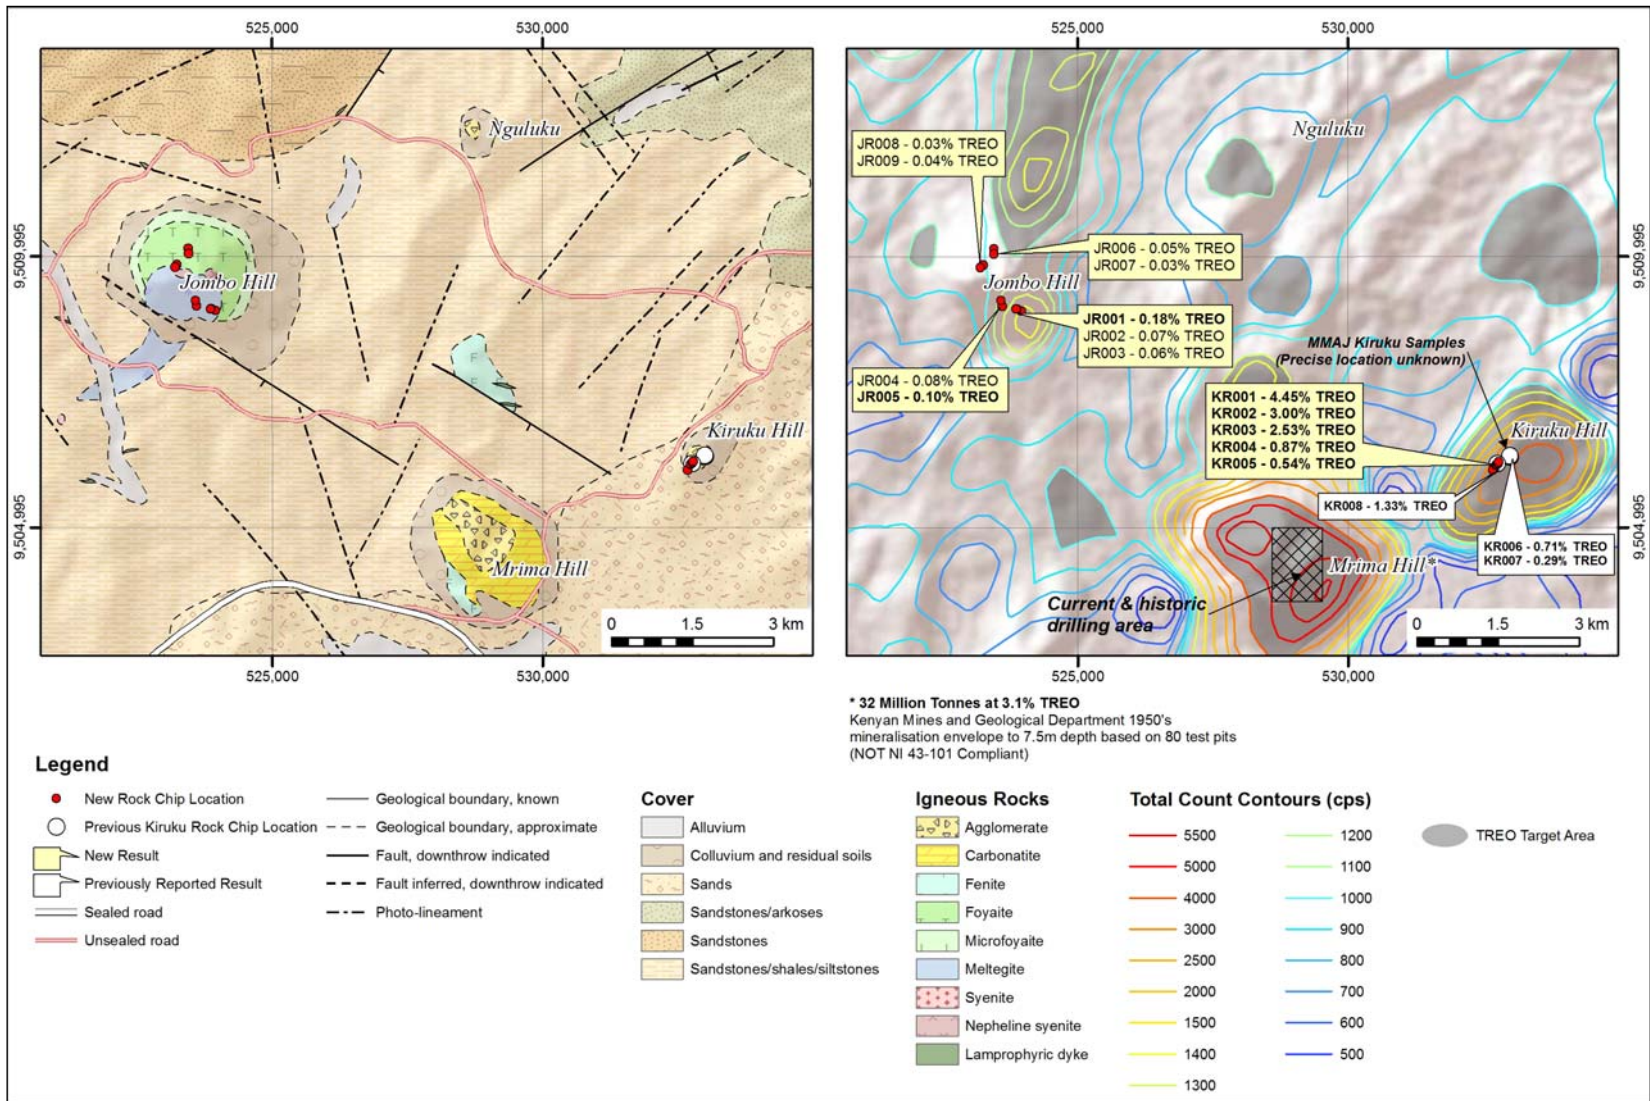 525,000
530,000
525,000
530,000
9,509,995
9,504,995
Nguluku
Jombo Hill
Kiruku Hill
Mrima Hill
0 1.5 3 km
525,000
530,000
Nguluku
JR008 - 0.03% TREO
JR009 - 0.04% TREO
JR006 - 0.05% TREO
JR007 - 0.03% TREO
Jombo Hill
JR001 - 0.18% TREO
JR002 - 0.07% TREO
JR003 - 0.06% TREO
MMAJ Kiruku Samples
(Precise location unknown)
JR004 - 0.08% TREO
JR005 - 0.10% TREO
KR001 - 4.45% TREO
KR002 - 3.00% TREO
KR003 - 2.53% TREO
KR004 - 0.87% TREO
KR005 - 0.54% TREO
Kiruku Hill
KR008 - 1.33% TREO
KR006 - 0.71% TREO
KR007 - 0.29% TREO
Mrima Hill*
Current & historic
drilling area
0 1.5 3 km
9,509,995
9,504,995
525,000
530,000
* 32 Million Tonnes at 3.1% TREO
Kenyan Mines and Geological Department 1950's
mineralisation envelope to 7.5m depth based on 80 test pits
(NOT NI 43-101 Compliant)
Legend
New Rock Chip Location
Previous Kiruku Rock Chip Location
New Result
Previously Reported Result
Sealed road
Unsealed road
Geological boundary, known
Geological boundary, approximate
Fault, downthrow indicated
Fault inferred, downthrow indicated
Photo-lineament
Cover
Alluvium
Colluvium and residual soils
Sands
Sandstones/arkoses
Sandstones
Sandstones/shales/siltstones
Igneous Rocks
Agglomerate
Carbonatite
Fenite
Foyaite
Microfoyaite
Meltegite
Syenite
Nepheline syenite
Lamprophyric dyke
Total Count Contours (cps)
5500
5000
4000
3000
2500
2000
1500
1400
1300
1200
1100
1000
900
800
700
600
500
TREO Target Area
525,000
530,000